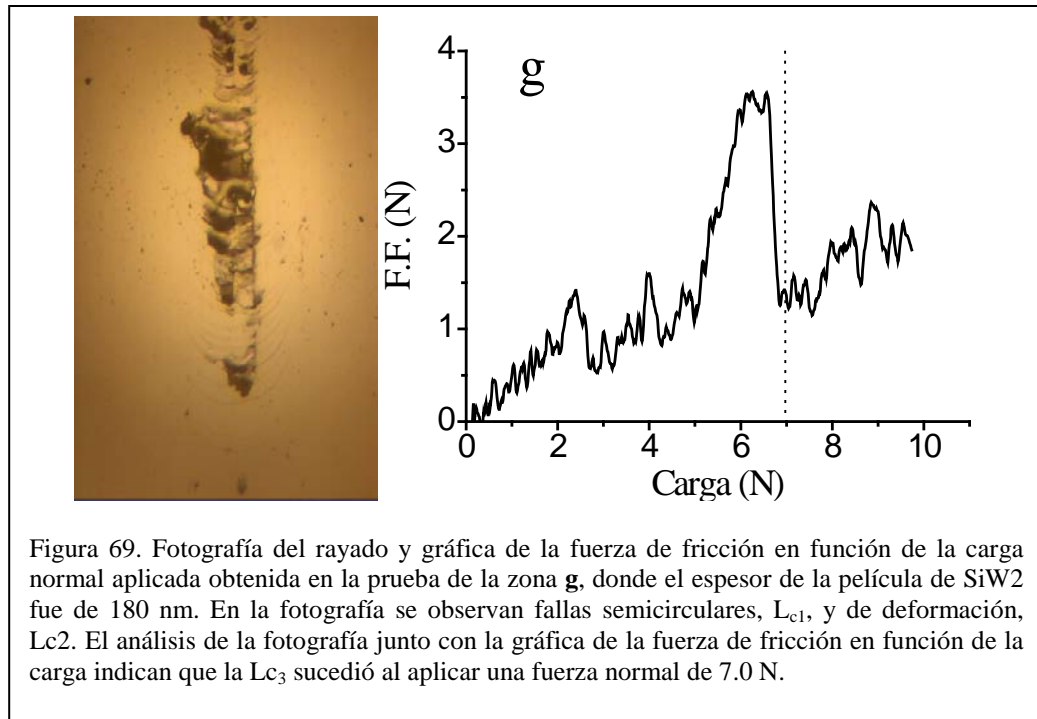 g
4
3
2
1
0
F.F. (N)
0 2 4 6 8 10
Carga (N)
Figura 69. Fotografía del rayado y gráfica de la fuerza de fricción en función de la carga
normal aplicada obtenida en la prueba de la zona g, donde el espesor de la película de SiW2
fue de 180 nm. En la fotografía se observan fallas semicirculares, Lc1, y de deformación,
Lc2. El análisis de la fotografía junto con la gráfica de la fuerza de fricción en función de la
carga indican que la Lc3 sucedió al aplicar una fuerza normal de 7.0 N.